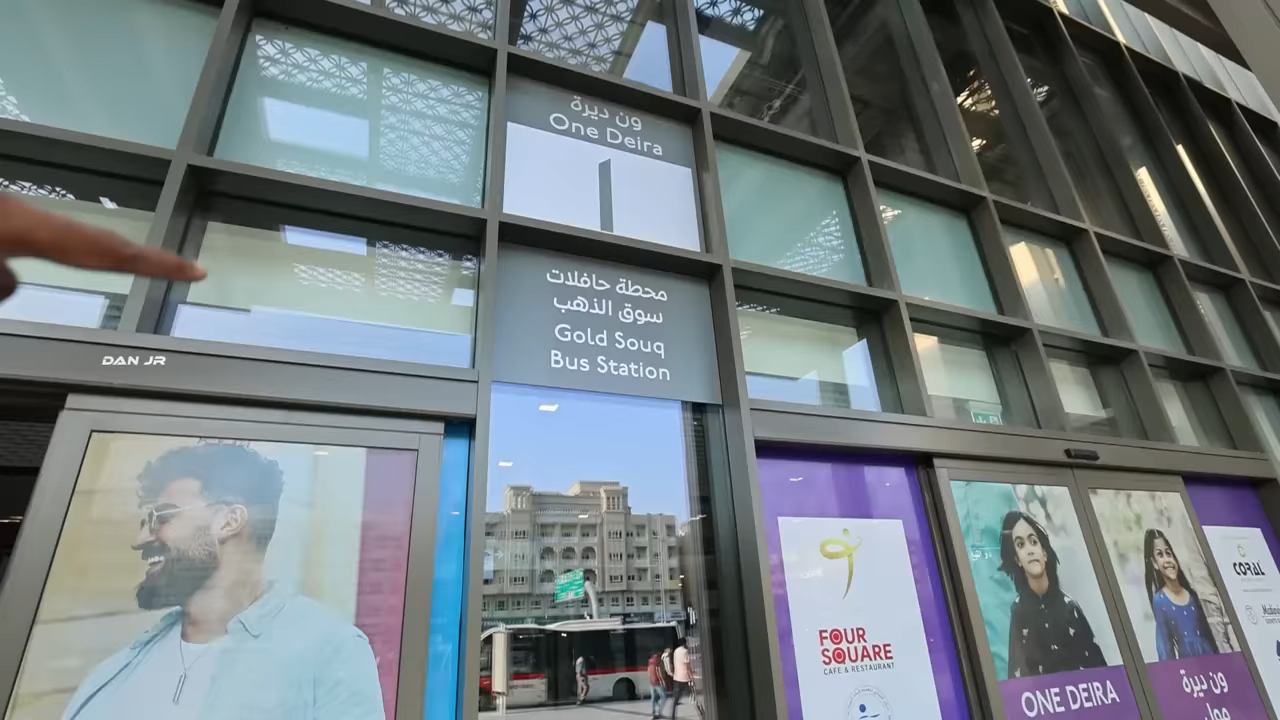 ون ديرة
One Deira
محطة حافلات
سوق الذهب
Gold Souq
Bus Station
DAN JR
FOUR
SQUARE
CAFE & RESTAURANT
ONE DEIRA
ون ديرة
مول
CORAL